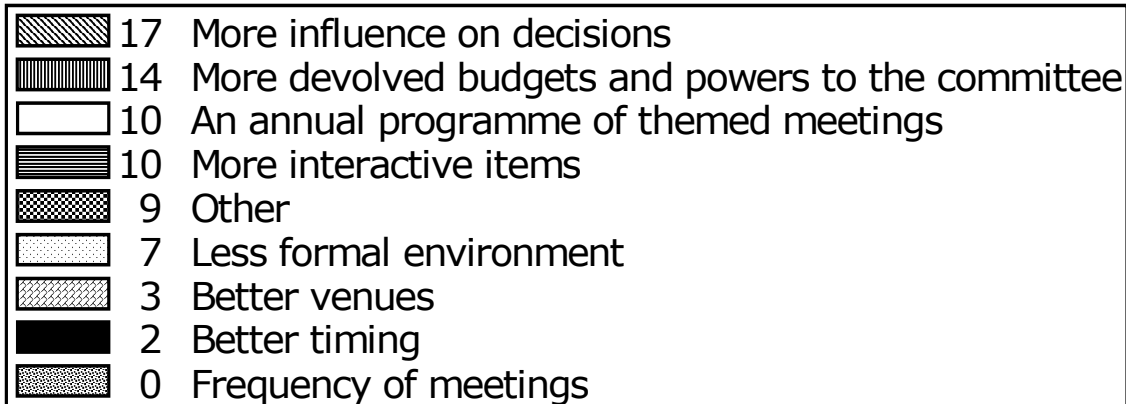 17 More influence on decisions
14 More devolved budgets and powers to the committee
10 An annual programme of themed meetings
10 More interactive items
9 Other
7 Less formal environment
3 Better venues
2 Better timing
0 Frequency of meetings